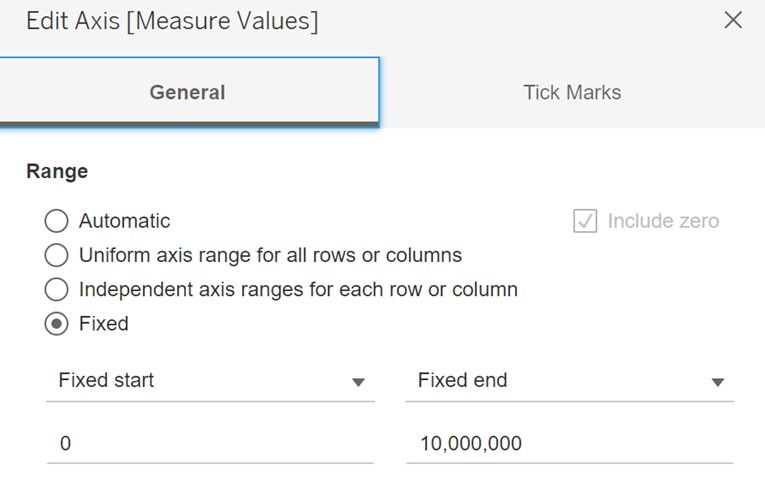 Edit Axis [Measure Values]
General
Tick Marks
Range
Automatic
Include zero
Uniform axis range for all rows or columns
Independent axis ranges for each row or column
Fixed
Fixed start
Fixed end
0
10,000,000